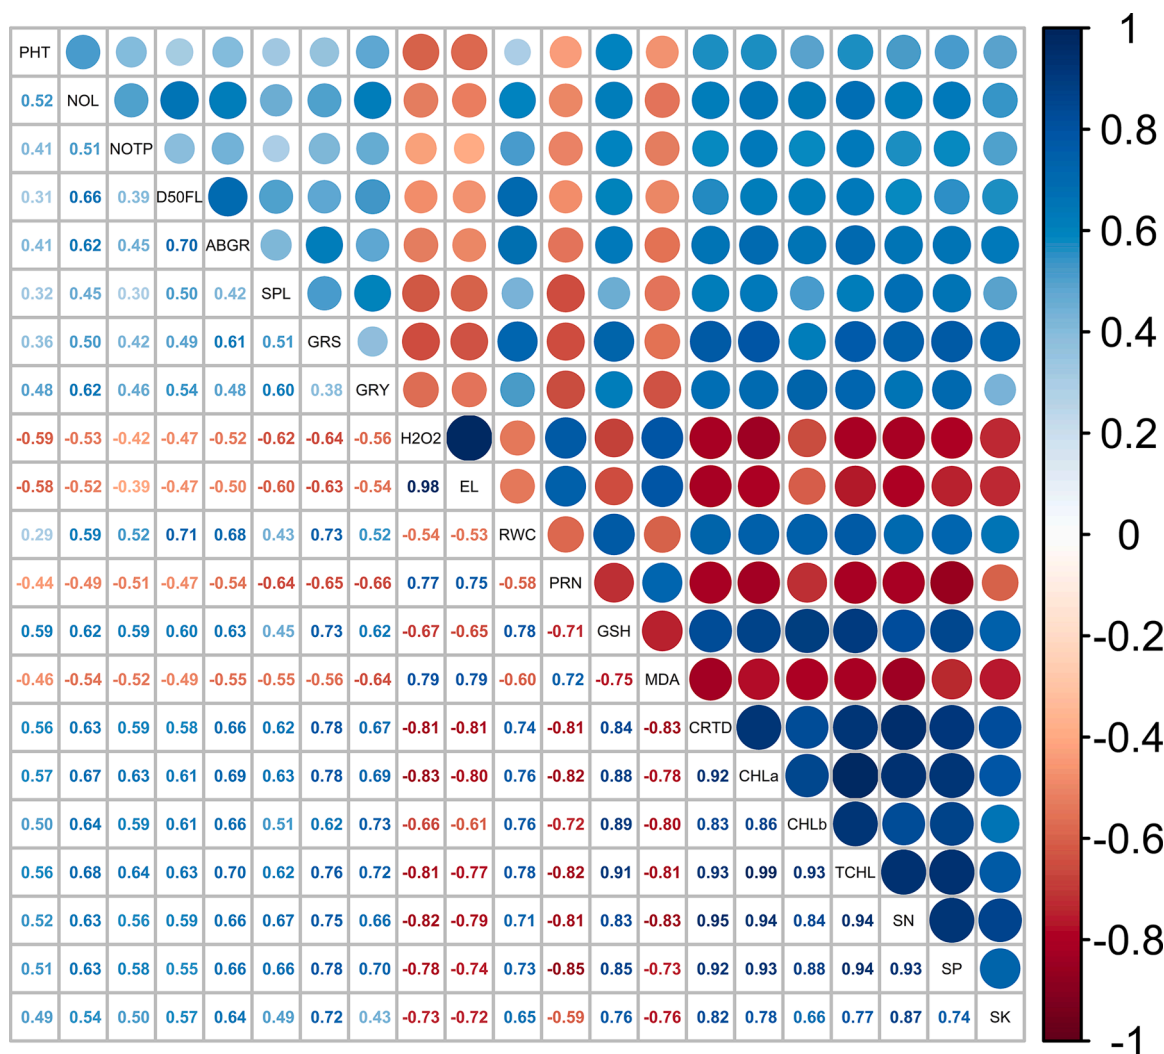 PHT
0.52 NOL
0.41 0.51 NOTP
0.31 0.66 0.39 D50FL
0.41 0.62 0.45 0.70 ABGR
0.32 0.45 0.30 0.50 0.42 SPL
0.36 0.50 0.42 0.49 0.61 0.51 GRS
0.48 0.62 0.46 0.54 0.48 0.60 0.38 GRY
-0.59 -0.53 -0.42 -0.47 -0.52 -0.62 -0.64 -0.56 H2O2
-0.58 -0.52 -0.39 -0.47 -0.50 -0.60 -0.63 -0.54 0.98 EL
0.29 0.59 0.52 0.71 0.68 0.43 0.73 0.52 -0.54 -0.53 RWC
-0.44 -0.49 -0.51 -0.47 -0.54 -0.64 -0.65 -0.66 0.77 0.75 -0.58 PRN
0.59 0.62 0.59 0.60 0.63 0.45 0.73 0.62 -0.67 -0.65 0.78 -0.71 GSH
-0.46 -0.54 -0.52 -0.49 -0.55 -0.55 -0.56 -0.64 0.79 0.79 -0.60 0.72 -0.75 MDA
0.56 0.63 0.59 0.58 0.66 0.62 0.78 0.67 -0.81 -0.81 0.74 -0.81 0.84 -0.83 CRTD
0.57 0.67 0.63 0.61 0.69 0.63 0.78 0.69 -0.83 -0.80 0.76 -0.82 0.88 -0.78 0.92 CHLa
0.50 0.64 0.59 0.61 0.66 0.51 0.62 0.73 -0.66 -0.61 0.76 -0.72 0.89 -0.80 0.83 0.86 CHLb
0.56 0.68 0.64 0.63 0.70 0.62 0.76 0.72 -0.81 -0.77 0.78 -0.82 0.91 -0.81 0.93 0.99 0.93 TCHL
0.52 0.63 0.56 0.59 0.66 0.67 0.75 0.66 -0.82 -0.79 0.71 -0.81 0.83 -0.83 0.95 0.94 0.84 0.94 SN
0.51 0.63 0.58 0.55 0.66 0.66 0.78 0.70 -0.78 -0.74 0.73 -0.85 0.85 -0.73 0.92 0.93 0.88 0.94 0.93 SP
0.49 0.54 0.50 0.57 0.64 0.49 0.72 0.43 -0.73 -0.72 0.65 -0.59 0.76 -0.76 0.82 0.78 0.66 0.77 0.87 0.74 SK
1
0.8
0.6
0.4
0.2
0
-0.2
-0.4
-0.6
-0.8
-1